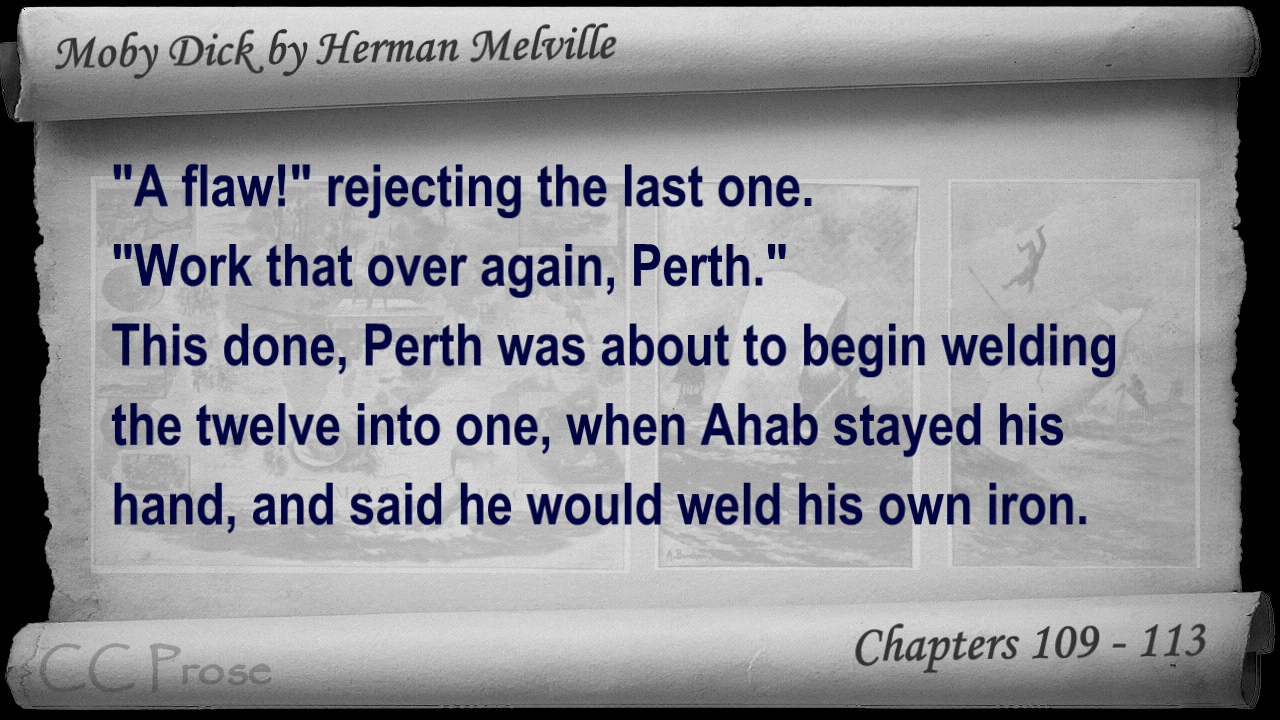 Moby Dick by Herman Melville
"A flaw!" rejecting the last one.
"Work that over again, Perth."
This done, Perth was about to begin welding
the twelve into one, when Ahab stayed his
hand, and said he would weld his own iron.
Chapters 109 - 113
CC Prose